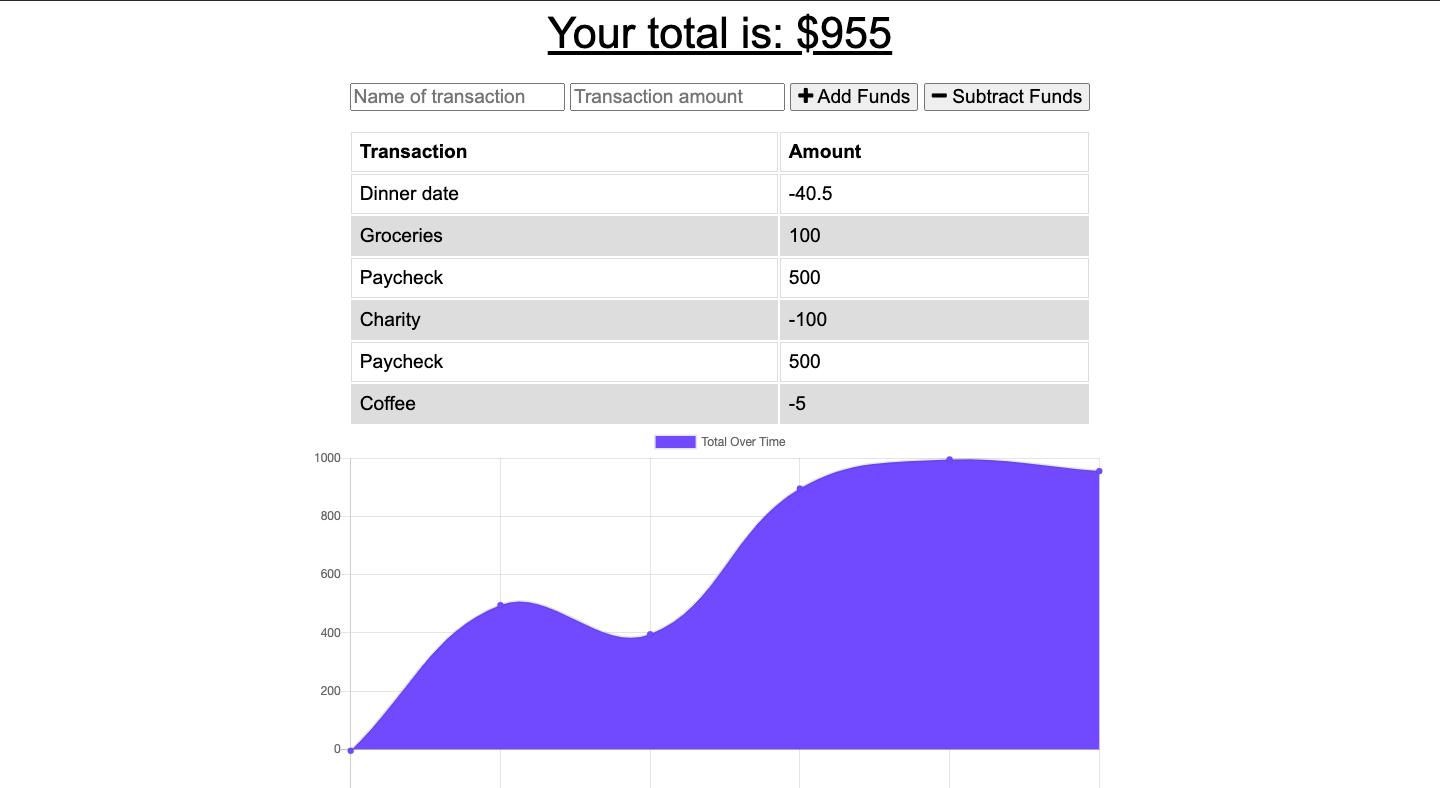 Your total is: $955
Name of transaction Transaction amount Add Funds Subtract Funds
Transaction Amount
Dinner date -40.5
Groceries 100
Paycheck 500
Charity -100
Paycheck 500
Coffee -5
Total Over Time
1000
800
600
400
200
0